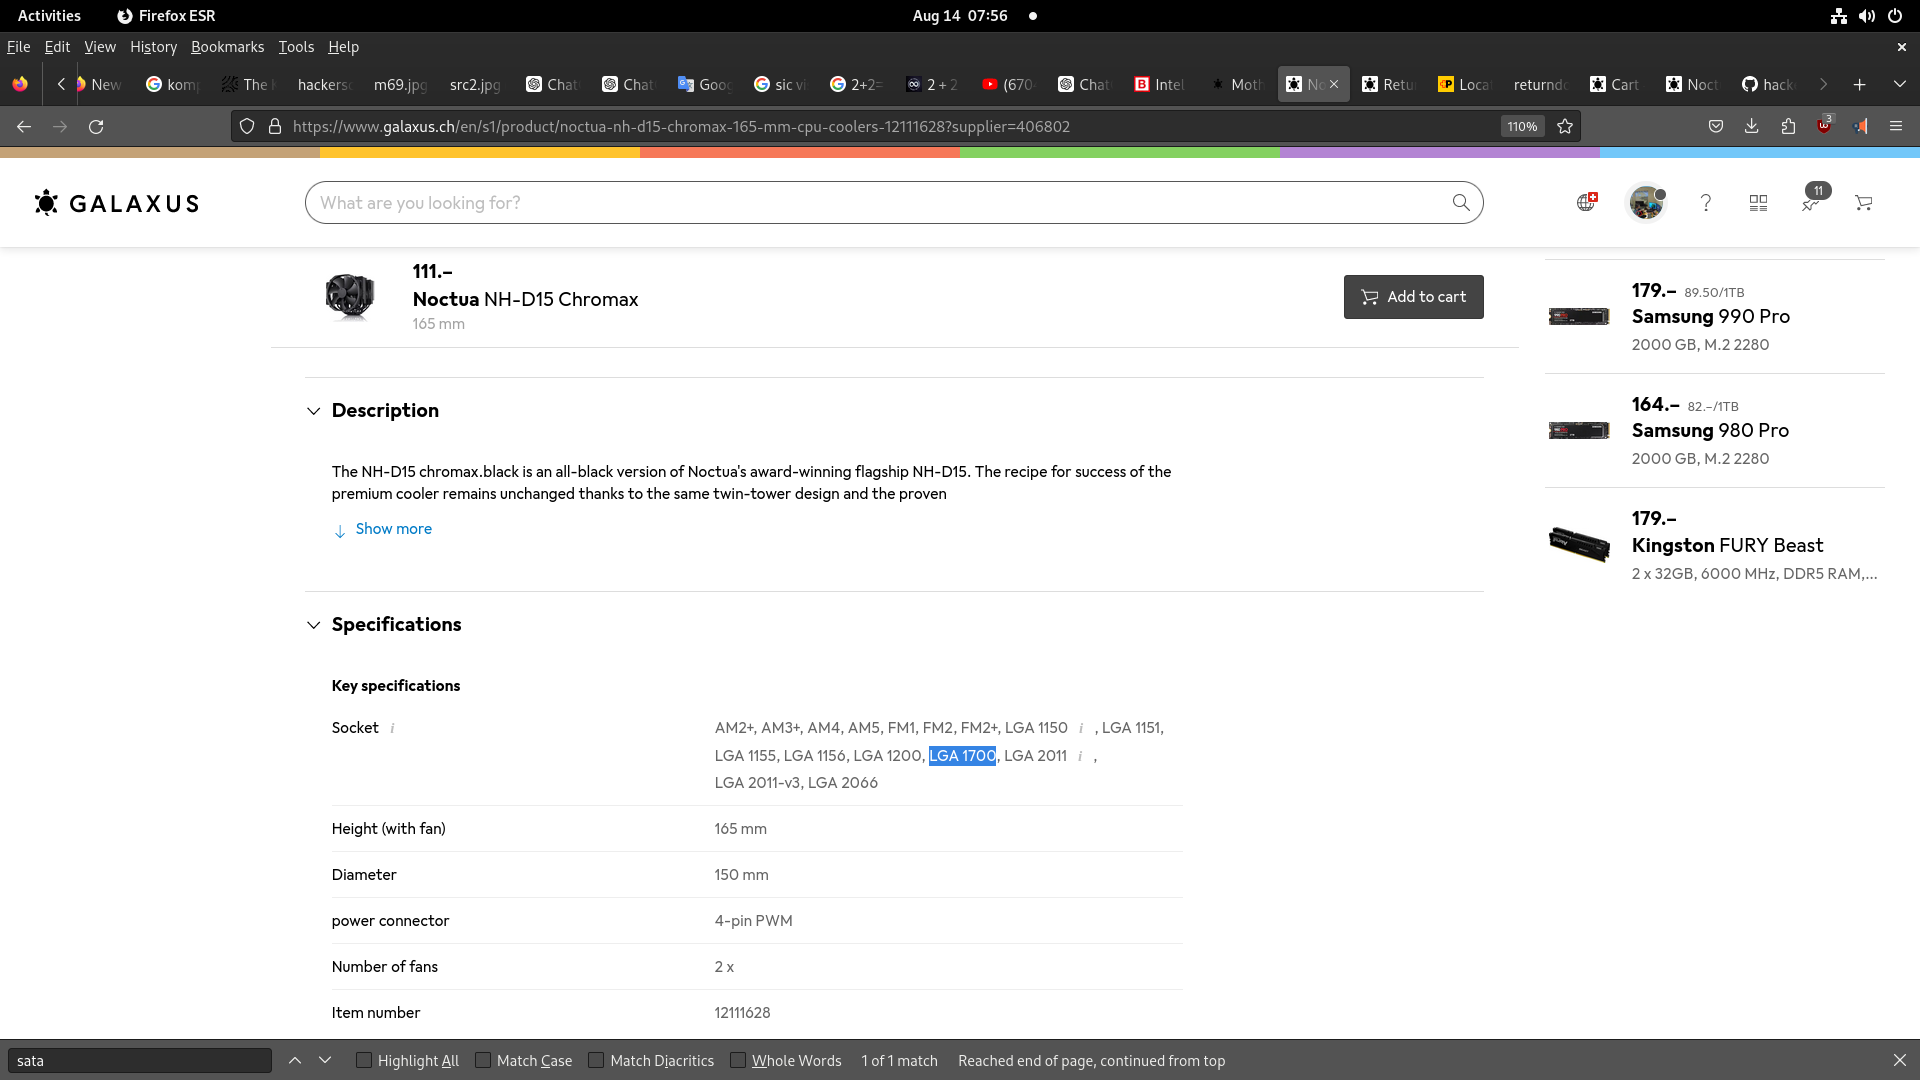 Activities Firefox ESR Aug 14 07:56
File Edit View History Bookmarks Tools Help
New kom The hackers m69.jpg src2.jpg Chat Chat Goo sic vi 2+2= 2 + 2 (670 Chat Intel Moth No Retu Loca returndo Cart Noct hack
https://www.galaxus.ch/en/s1/product/noctua-nh-d15-chromax-165-mm-cpu-coolers-12111628?supplier=406802 110% 3
GALAXUS What are you looking for? 11
111.–
Noctua NH-D15 Chromax
165 mm
Add to cart
179.– 89.50/1TB
Samsung 990 Pro
2000 GB, M.2 2280
164.– 82.–/1TB
Samsung 980 Pro
2000 GB, M.2 2280
179.–
Kingston FURY Beast
2 x 32GB, 6000 MHz, DDR5 RAM,...
Description
The NH-D15 chromax.black is an all-black version of Noctua's award-winning flagship NH-D15. The recipe for success of the
premium cooler remains unchanged thanks to the same twin-tower design and the proven
Show more
Specifications
Key specifications
Socket i AM2+, AM3+, AM4, AM5, FM1, FM2, FM2+, LGA 1150 i , LGA 1151,
LGA 1155, LGA 1156, LGA 1200, LGA 1700, LGA 2011 i ,
LGA 2011-v3, LGA 2066
Height (with fan) 165 mm
Diameter 150 mm
power connector 4-pin PWM
Number of fans 2 x
Item number 12111628
sata Highlight All Match Case Match Diacritics Whole Words 1 of 1 match Reached end of page, continued from top